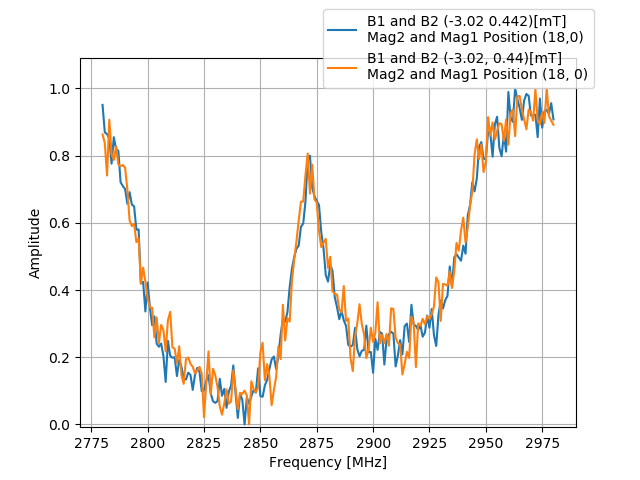 B1 and B2 (-3.02 0.442)[mT]
Mag2 and Mag1 Position (18,0)
B1 and B2 (-3.02, 0.44)[mT]
Mag2 and Mag1 Position (18, 0)
1.0
0.8
0.6
0.4
0.2
0.0
Amplitude
2775 2800 2825 2850 2875 2900 2925 2950 2975
Frequency [MHz]